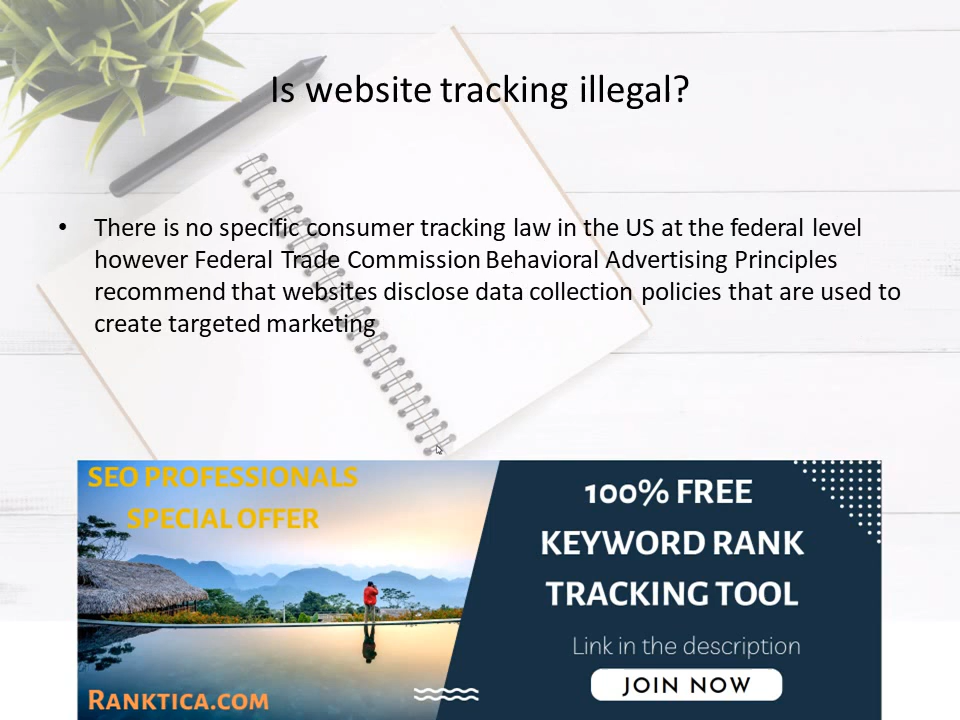 Is website tracking illegal?
• There is no specific consumer tracking law in the US at the federal level
however Federal Trade Commission Behavioral Advertising Principles
recommend that websites disclose data collection policies that are used to
create targeted marketing
SEO PROFESSIONALS
SPECIAL OFFER
RANKTICA.COM
100% FREE
KEYWORD RANK
TRACKING TOOL
Link in the description
JOIN NOW